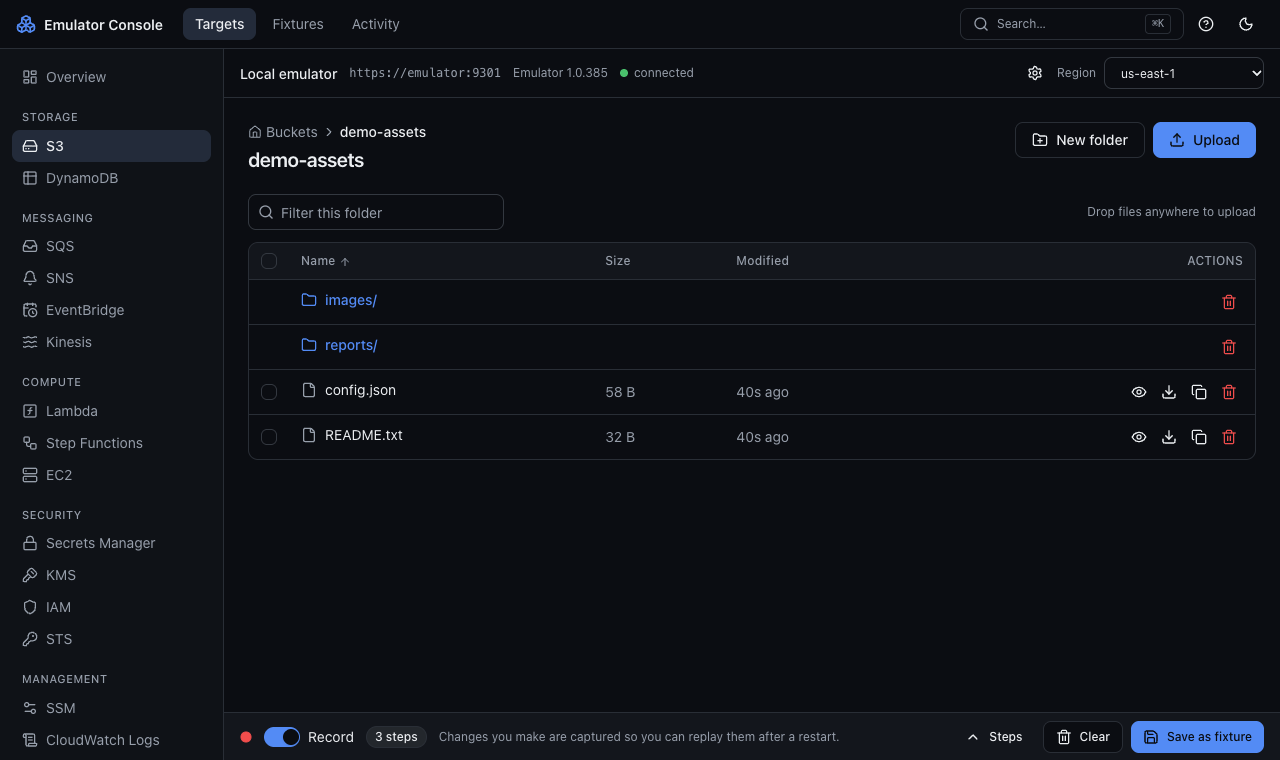 Emulator Console
Targets
Fixtures
Activity
Search...
⌘K
Overview
STORAGE
S3
DynamoDB
MESSAGING
SQS
SNS
EventBridge
Kinesis
COMPUTE
Lambda
Step Functions
EC2
SECURITY
Secrets Manager
KMS
IAM
STS
MANAGEMENT
SSM
CloudWatch Logs
Local emulator
https://emulator:9301
Emulator 1.0.385
connected
Region
us-east-1
Buckets
demo-assets
demo-assets
New folder
Upload
Filter this folder
Drop files anywhere to upload
Name
Size
Modified
ACTIONS
images/
reports/
config.json
58 B
40s ago
README.txt
32 B
40s ago
Record
3 steps
Changes you make are captured so you can replay them after a restart.
Steps
Clear
Save as fixture